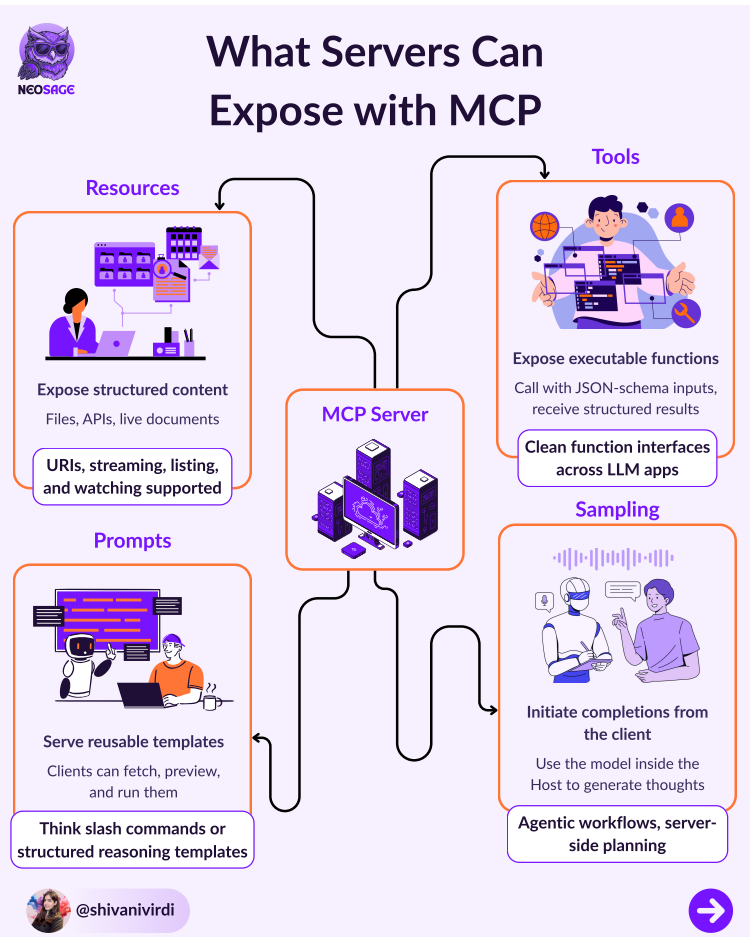 NEOSAGE
What Servers Can
Expose with MCP
Resources
Expose structured content
Files, APIs, live documents
URIs, streaming, listing,
and watching supported
Tools
Expose executable functions
Call with JSON-schema inputs,
receive structured results
Clean function interfaces
across LLM apps
MCP Server
Prompts
Serve reusable templates
Clients can fetch, preview,
and run them
Think slash commands or
structured reasoning templates
Sampling
Initiate completions from
the client
Use the model inside the
Host to generate thoughts
Agentic workflows, server-
side planning
@shivanivirdi